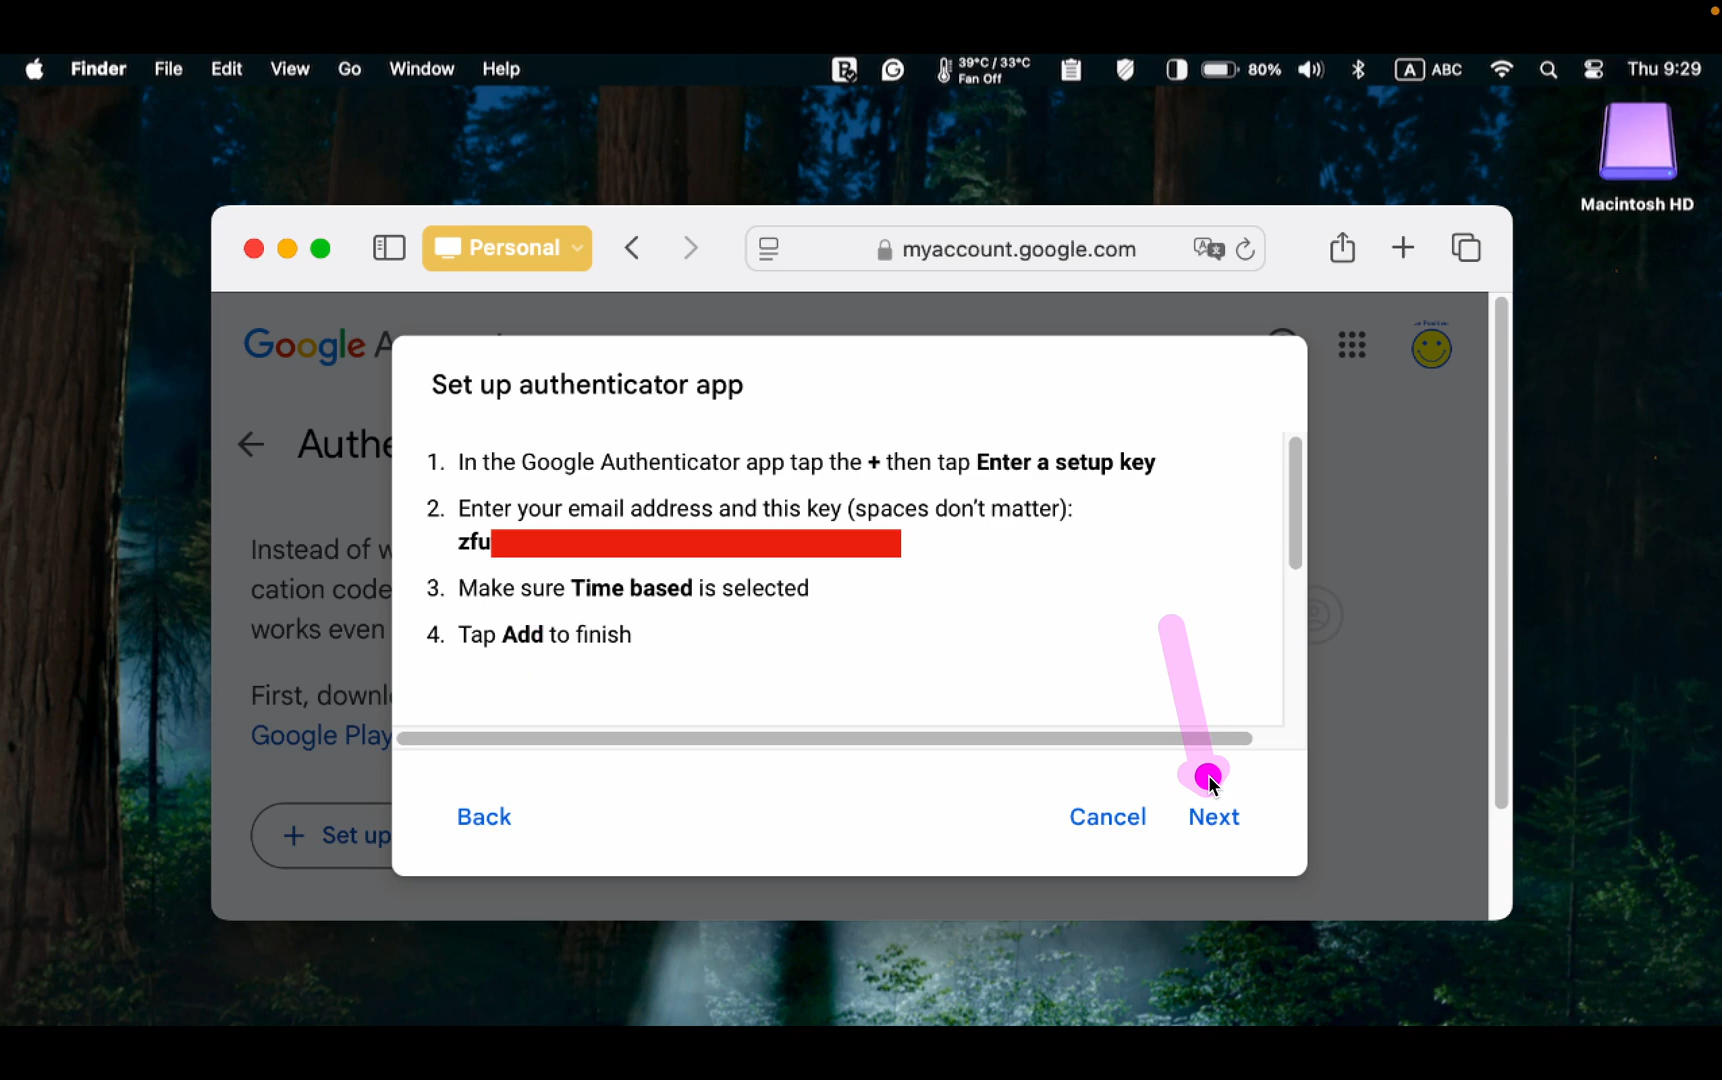 Finder File Edit View Go Window Help 39°C / 33°C Fan Off 80% A ABC Thu 9:29
Macintosh HD
Personal myaccount.google.com
Google A
Set up authenticator app
Authe
1. In the Google Authenticator app tap the + then tap Enter a setup key
2. Enter your email address and this key (spaces don't matter):
zfu
Instead of w
cation code
works even
3. Make sure Time based is selected
4. Tap Add to finish
First, downl
Google Play
+ Set up
Back Cancel Next